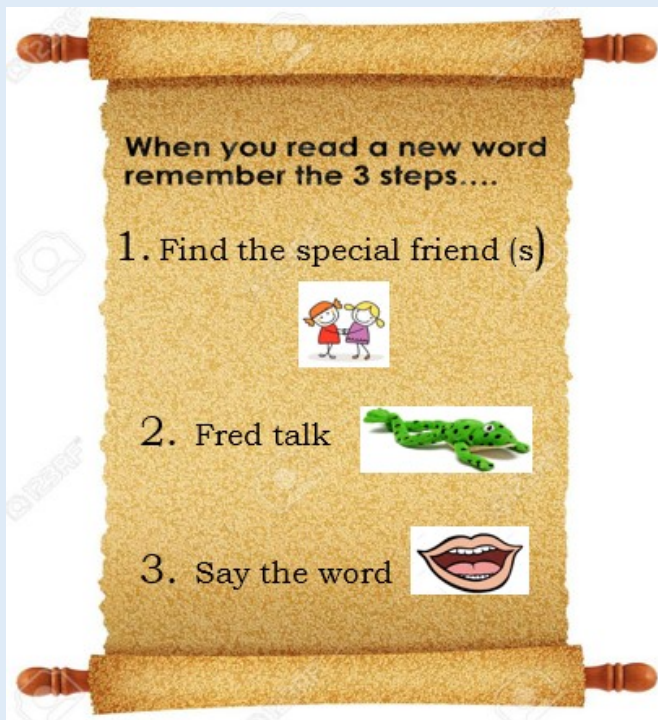 When you read a new word
remember the 3 steps....
1. Find the special friend (s)
2. Fred talk
3. Say the word